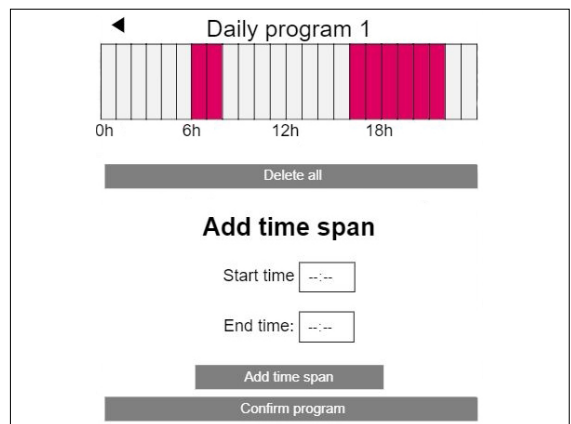 Daily program 1
0h 6h 12h 18h
Delete all
Add time span
Start time --:--
End time: --:--
Add time span
Confirm program